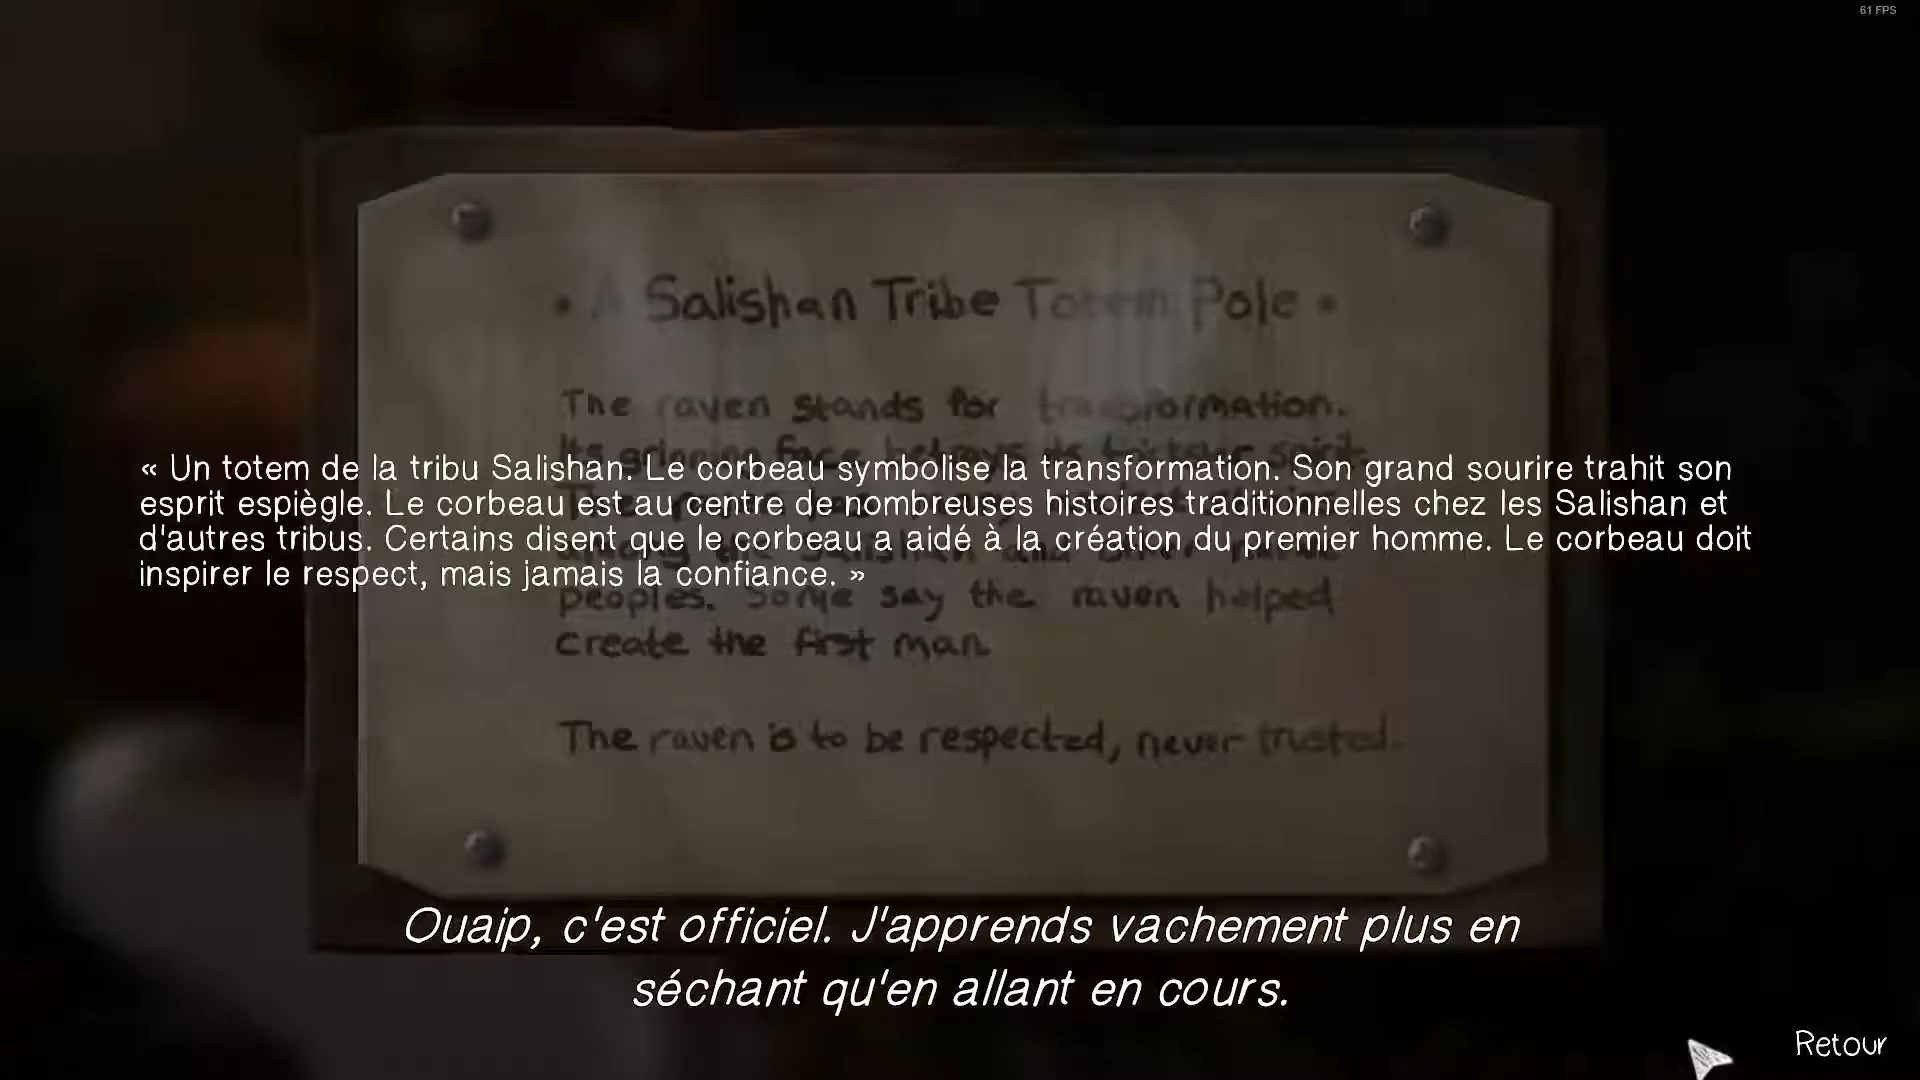 61 FPS
• A Salishan Tribe Totem Pole •
The raven stands for transformation.
« Un totem de la tribu Salishan. Le corbeau symbolise la transformation. Son grand sourire trahit son
esprit espiègle. Le corbeau est au centre de nombreuses histoires traditionnelles chez les Salishan et
d'autres tribus. Certains disent que le corbeau a aidé à la création du premier homme. Le corbeau doit
inspirer le respect, mais jamais la confiance. »
peoples. Some say the raven helped
create the first man.
The raven is to be respected, never trusted.
Ouaip, c'est officiel. J'apprends vachement plus en
séchant qu'en allant en cours.
Retour